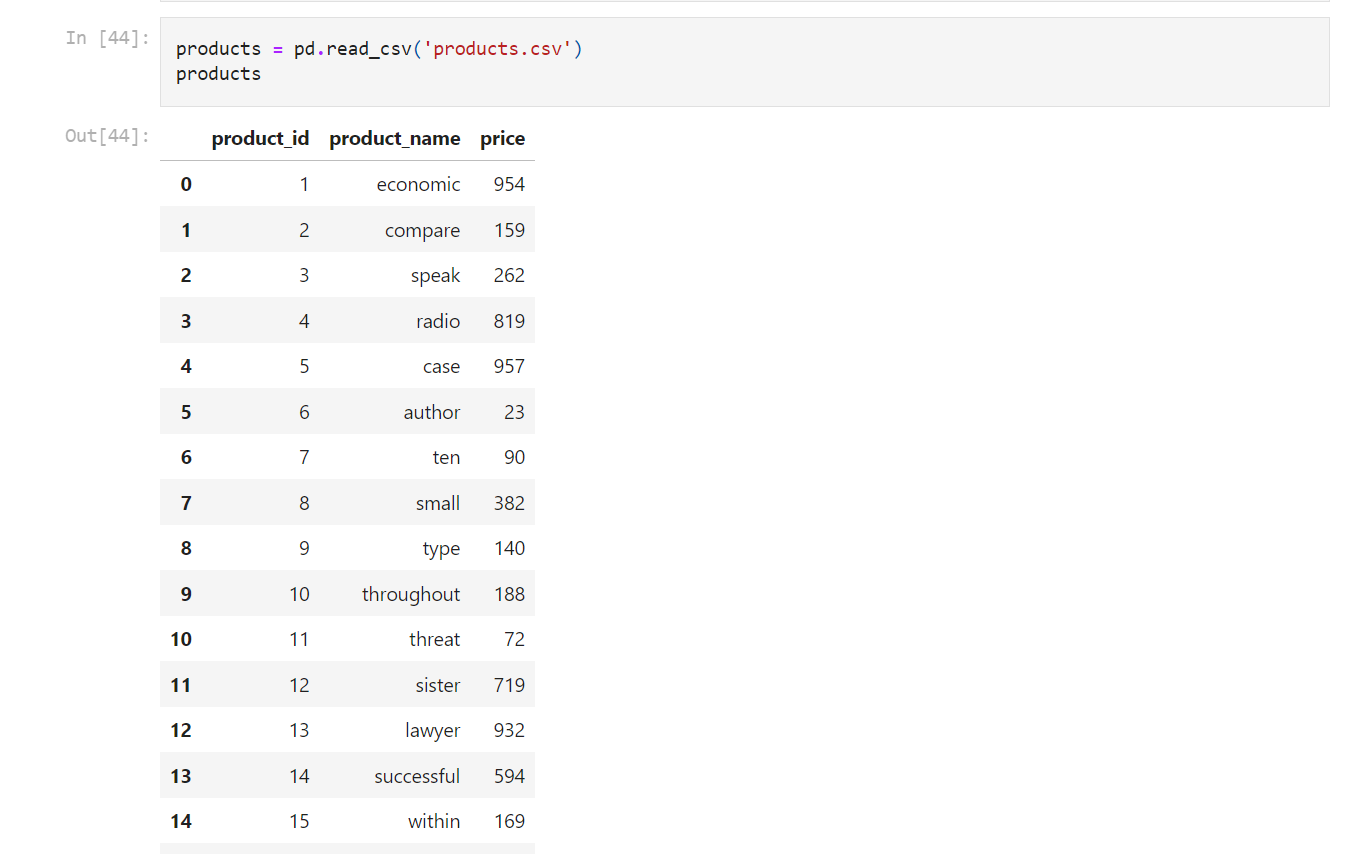 In [44]:
products = pd.read_csv('products.csv')
products
Out[44]:
product_id product_name price
0 1 economic 954
1 2 compare 159
2 3 speak 262
3 4 radio 819
4 5 case 957
5 6 author 23
6 7 ten 90
7 8 small 382
8 9 type 140
9 10 throughout 188
10 11 threat 72
11 12 sister 719
12 13 lawyer 932
13 14 successful 594
14 15 within 169